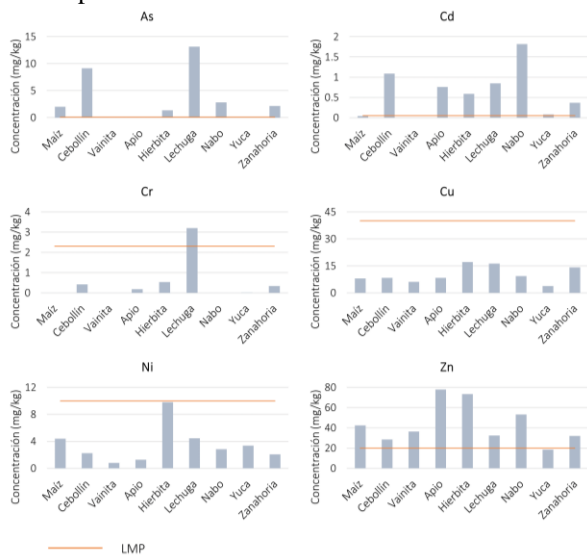 As
Concentración (mg/kg)
15
10
5
0
Maíz
Cebollín
Vainita
Apio
Hierbita
Lechuga
Nabo
Yuca
Zanahoria
Cd
Concentración (mg/kg)
2
1.5
1
0.5
0
Maíz
Cebollín
Vainita
Apio
Hierbita
Lechuga
Nabo
Yuca
Zanahoria
Cr
Concentración (mg/kg)
4
3
2
1
0
Maíz
Cebollín
Vainita
Apio
Hierbita
Lechuga
Nabo
Yuca
Zanahoria
Cu
Concentración (mg/kg)
45
30
15
0
Maíz
Cebollín
Vainita
Apio
Hierbita
Lechuga
Nabo
Yuca
Zanahoria
Ni
Concentración (mg/kg)
12
8
4
0
Maíz
Cebollín
Vainita
Apio
Hierbita
Lechuga
Nabo
Yuca
Zanahoria
Zn
Concentración (mg/kg)
80
60
40
20
0
Maíz
Cebollín
Vainita
Apio
Hierbita
Lechuga
Nabo
Yuca
Zanahoria
LMP